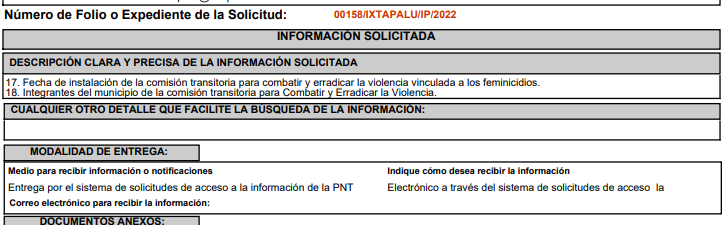 Número de Folio o Expediente de la Solicitud: 00158/IXTAPALU/IP/2022
INFORMACIÓN SOLICITADA
DESCRIPCIÓN CLARA Y PRECISA DE LA INFORMACIÓN SOLICITADA
17. Fecha de instalación de la comisión transitoria para combatir y erradicar la violencia vinculada a los feminicidios.
18. Integrantes del municipio de la comisión transitoria para Combatir y Erradicar la Violencia.
CUALQUIER OTRO DETALLE QUE FACILITE LA BÚSQUEDA DE LA INFORMACIÓN:
MODALIDAD DE ENTREGA:
Medio para recibir información o notificaciones Indique cómo desea recibir la información
Entrega por el sistema de solicitudes de acceso a la información de la PNT Electrónico a través del sistema de solicitudes de acceso la
Correo electrónico para recibir la información:
DOCUMENTOS ANEXOS: